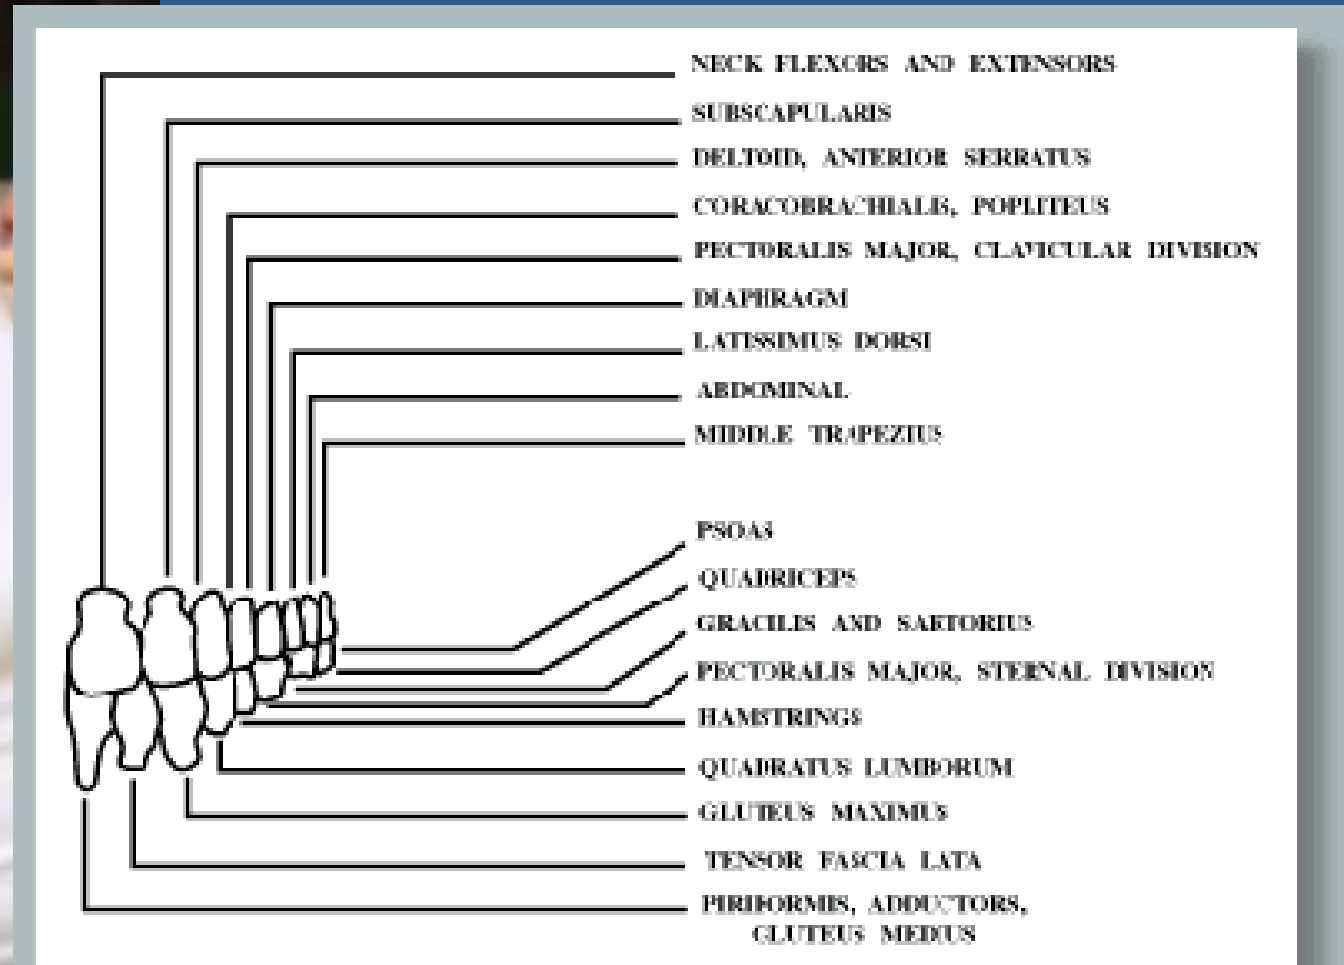 NECK FLEXORS AND EXTENSORS
SUBSCAPULARIS
DELTOID, ANTERIOR SERRATUS
CORACOBRACHIALIS, POPLITEUS
PECTORALIS MAJOR, CLAVICULAR DIVISION
DIAPHRAGM
LATISSIMUS DORSI
ABDOMINAL
MIDDLE TRAPEZIUS
PSOAS
QUADRICEPS
GRACILIS AND SARTORIUS
PECTORALIS MAJOR, STERNAL DIVISION
HAMSTRINGS
QUADRATUS LUMBORUM
GLUTEUS MAXIMUS
TENSOR FASCIA LATA
PIRIFORMIS, ADDUCTORS,
GLUTEUS MEDIUS